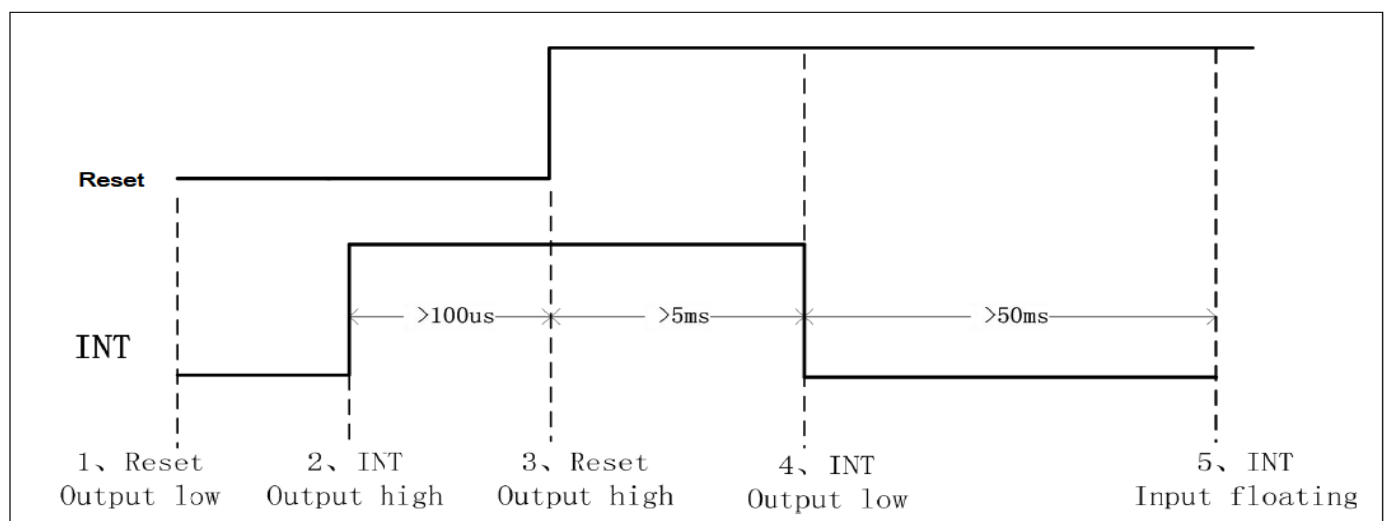 Reset
INT
>100us
>5ms
>50ms
1、Reset
Output low
2、INT
Output high
3、Reset
Output high
4、INT
Output low
5、INT
Input floating